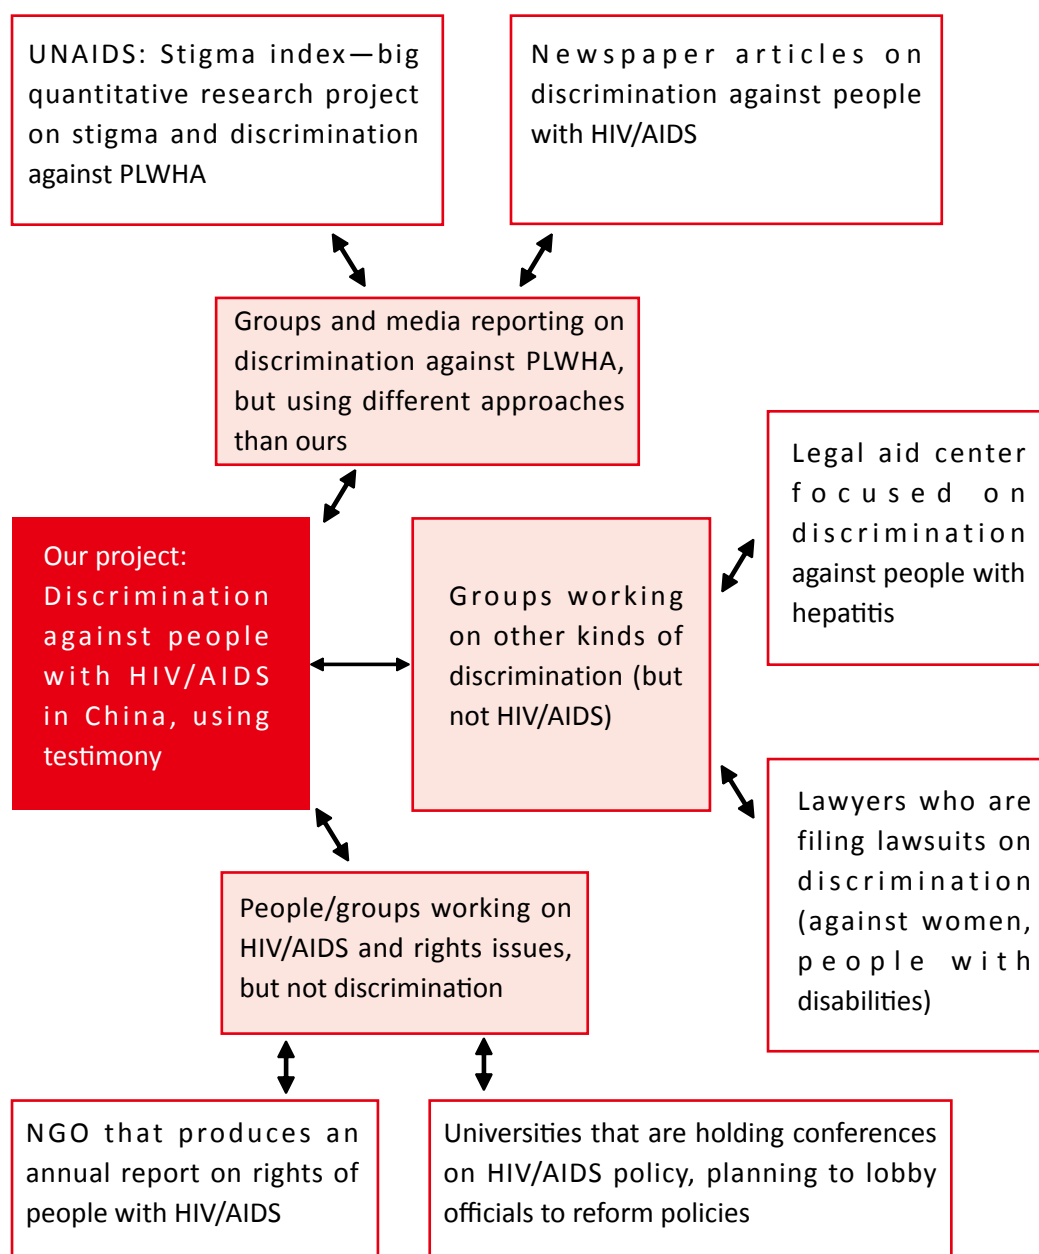 UNAIDS: Stigma index—big
quantitative research project
on stigma and discrimination
against PLWHA
Newspaper articles on
discrimination against people
with HIV/AIDS
Groups and media reporting on
discrimination against PLWHA,
but using different approaches
than ours
Legal aid center
focused on
discrimination
against people with
hepatitis
Our project:
Discrimination
against people
with HIV/AIDS
in China, using
testimony
Groups working
on other kinds of
discrimination (but
not HIV/AIDS)
Lawyers who are
filing lawsuits on
discrimination
(against women,
people with
disabilities)
People/groups working on
HIV/AIDS and rights issues,
but not discrimination
NGO that produces an
annual report on rights of
people with HIV/AIDS
Universities that are holding conferences
on HIV/AIDS policy, planning to lobby
officials to reform policies